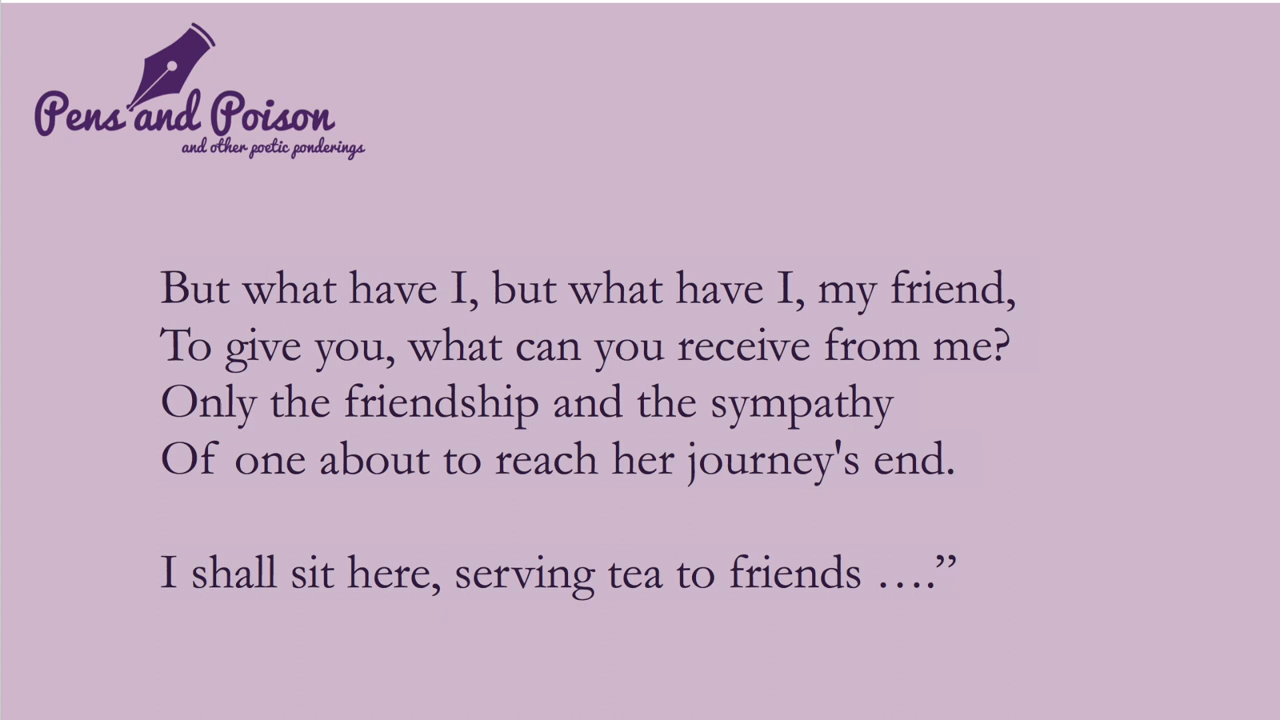 Pens and Poison
and other poetic ponderings
But what have I, but what have I, my friend,
To give you, what can you receive from me?
Only the friendship and the sympathy
Of one about to reach her journey's end.
I shall sit here, serving tea to friends ….”